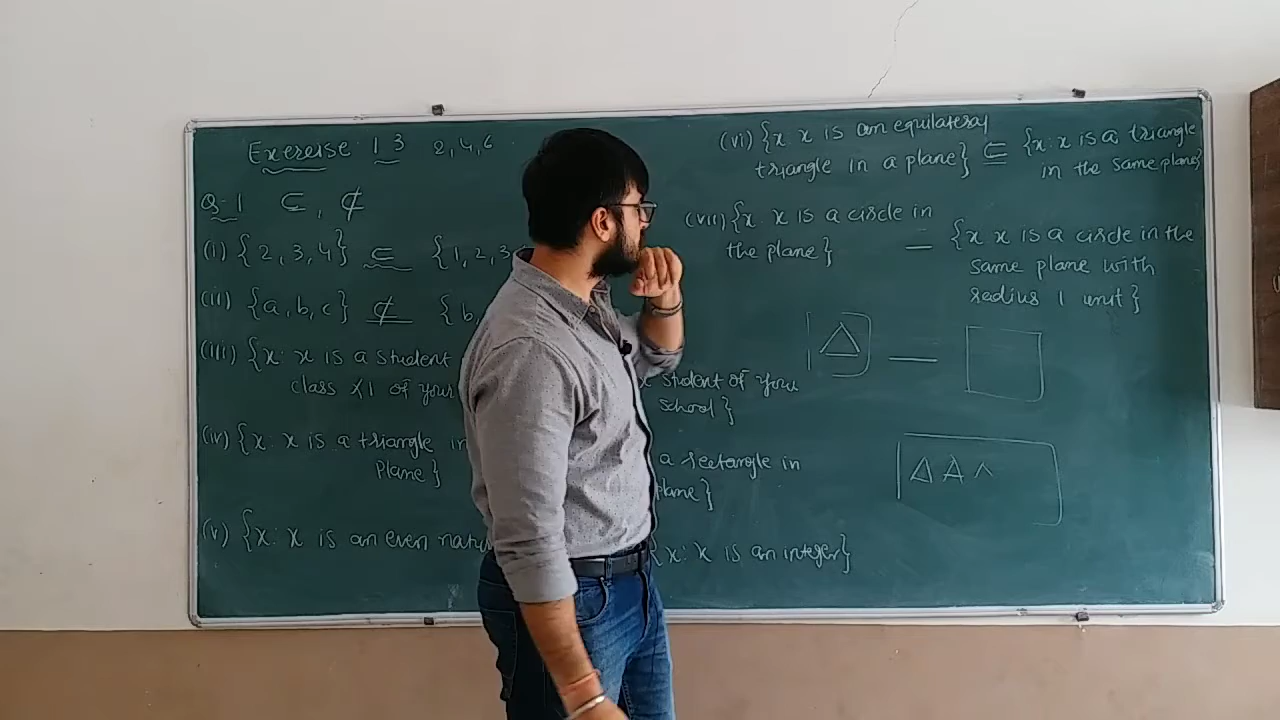 Exercise 1 3 2, 4, 6
Q-1 ⊆, ⊄
(i) {2, 3, 4} ⊆ {1, 2, 3
(ii) {a, b, c} ⊄ {b,
(iii) {x: x is a student
class XI of your student of your
school}
(iv) {x: x is a triangle in a rectangle in
Plane} plane}
(v) {x: x is an even natu {x: x is an integer}
(vi) {x: x is an equilateral
triangle in a plane} ⊆ {x: x is a triangle
in the same plane}
(vii) {x: x is a circle in
the plane} — {x x is a circle in the
same plane with
radius 1 unit}